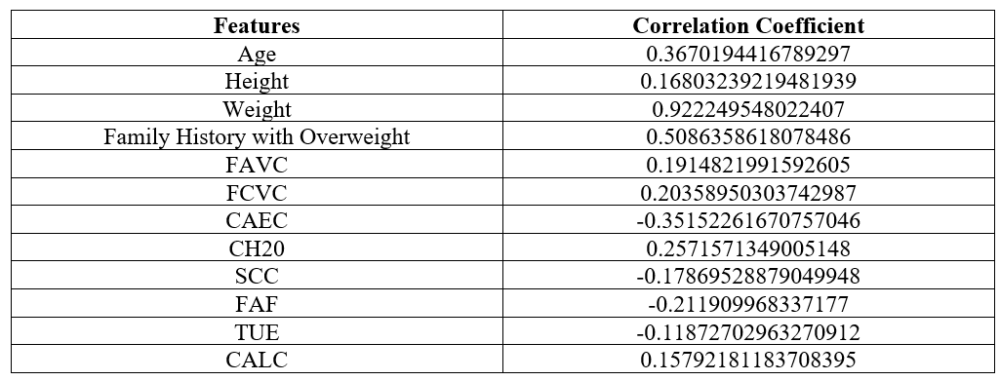 Features Correlation Coefficient
Age 0.3670194416789297
Height 0.16803239219481939
Weight 0.922249548022407
Family History with Overweight 0.5086358618078486
FAVC 0.1914821991592605
FCVC 0.20358950303742987
CAEC -0.35152261670757046
CH20 0.2571571349005148
SCC -0.17869528879049948
FAF -0.211909968337177
TUE -0.11872702963270912
CALC 0.15792181183708395